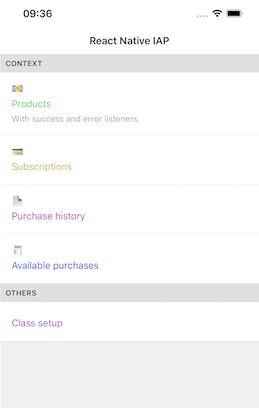 09:36
React Native IAP
CONTEXT
Products
With success and error listeners.
Subscriptions
Purchase history
Available purchases
OTHERS
Class setup